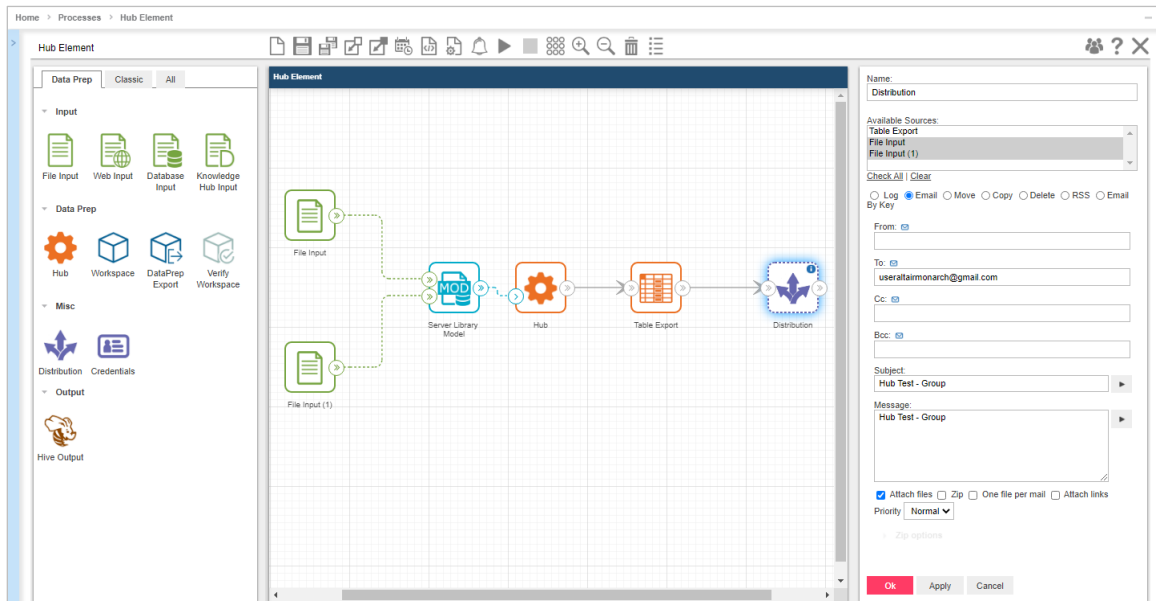 Home > Processes > Hub Element
Hub Element
Data Prep
Classic
All
Input
File Input
Web Input
Database
Input
Knowledge
Hub Input
Data Prep
Hub
Workspace
DataPrep
Export
Verify
Workspace
Misc
Distribution
Credentials
Output
Hive Output
Hub Element
File Input
File Input (1)
MOD
Server Library
Model
Hub
Table Export
Distribution
Name:
Distribution
Available Sources:
Table Export
File Input
File Input (1)
Check All | Clear
Log Email Move Copy Delete RSS Email
By Key
From:
To:
useraltairmonarch@gmail.com
Cc:
Bcc:
Subject:
Hub Test - Group
Message:
Hub Test - Group
Attach files Zip One file per mail Attach links
Priority Normal
Zip options
Ok Apply Cancel